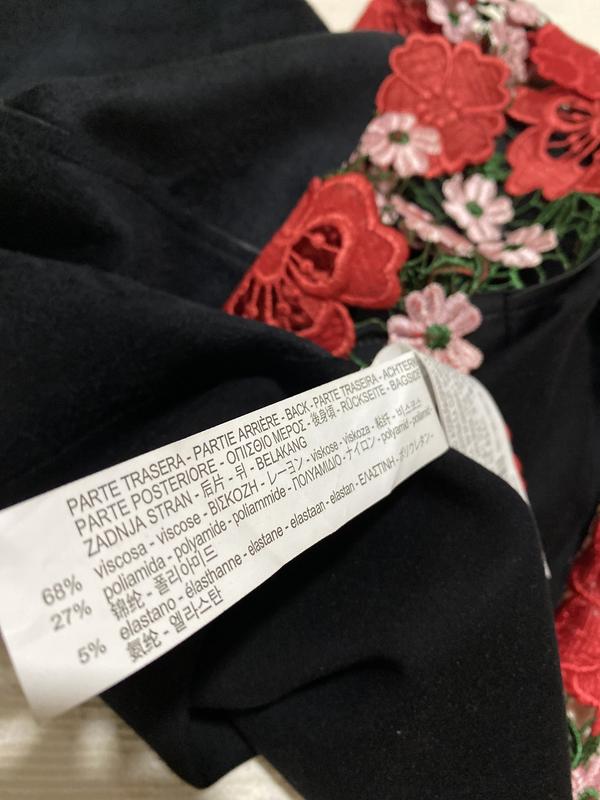 PARTE TRASERA - PARTIE ARRIÈRE - BACK - PARTE TRASEIRA - ACHTERK
PARTE POSTERIORE - ΟΠΙΣΘΙΟ ΜΕΡΟΣ - 後身頃 - RÜCKSEITE - BAGSIDE
ZADNJA STRAN - 后片 - 뒤 - BELAKANG
68% viscosa - viscose - ΒΙΣΚΟΖΗ - レーヨン - viskose - viskoza - 粘纤 - 비스코스
27% poliamida - polyamide - poliammide - ΠΟΛΥΑΜΙΔΙΟ - ナイロン - polyamid - poliamid -
锦纶 - 폴리아미드
5% elastano - élasthanne - elastane - elastaan - elastan - ΕΛΑΣΤΙΝΗ - ポリウレタン -
氨纶 - 엘라스탄